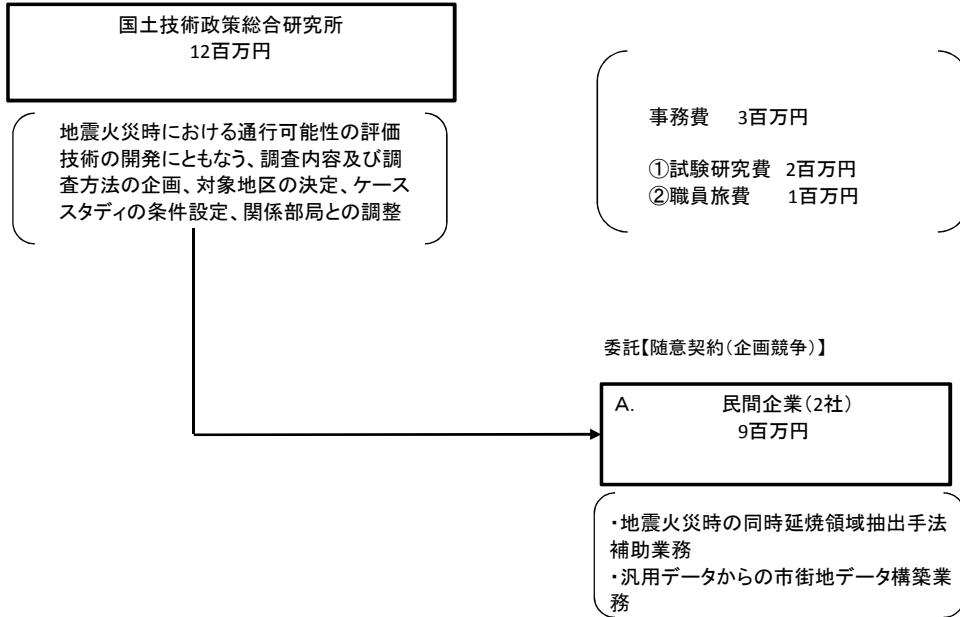 国土技術政策総合研究所
12百万円
地震火災時における通行可能性の評価
技術の開発にともなう、調査内容及び調
査方法の企画、対象地区の決定、ケース
スタディの条件設定、関係部局との調整
事務費 3百万円
①試験研究費 2百万円
②職員旅費 1百万円
委託【随意契約(企画競争)】
A. 民間企業(2社)
9百万円
・地震火災時の同時延焼領域抽出手法
補助業務
・汎用データからの市街地データ構築業
務